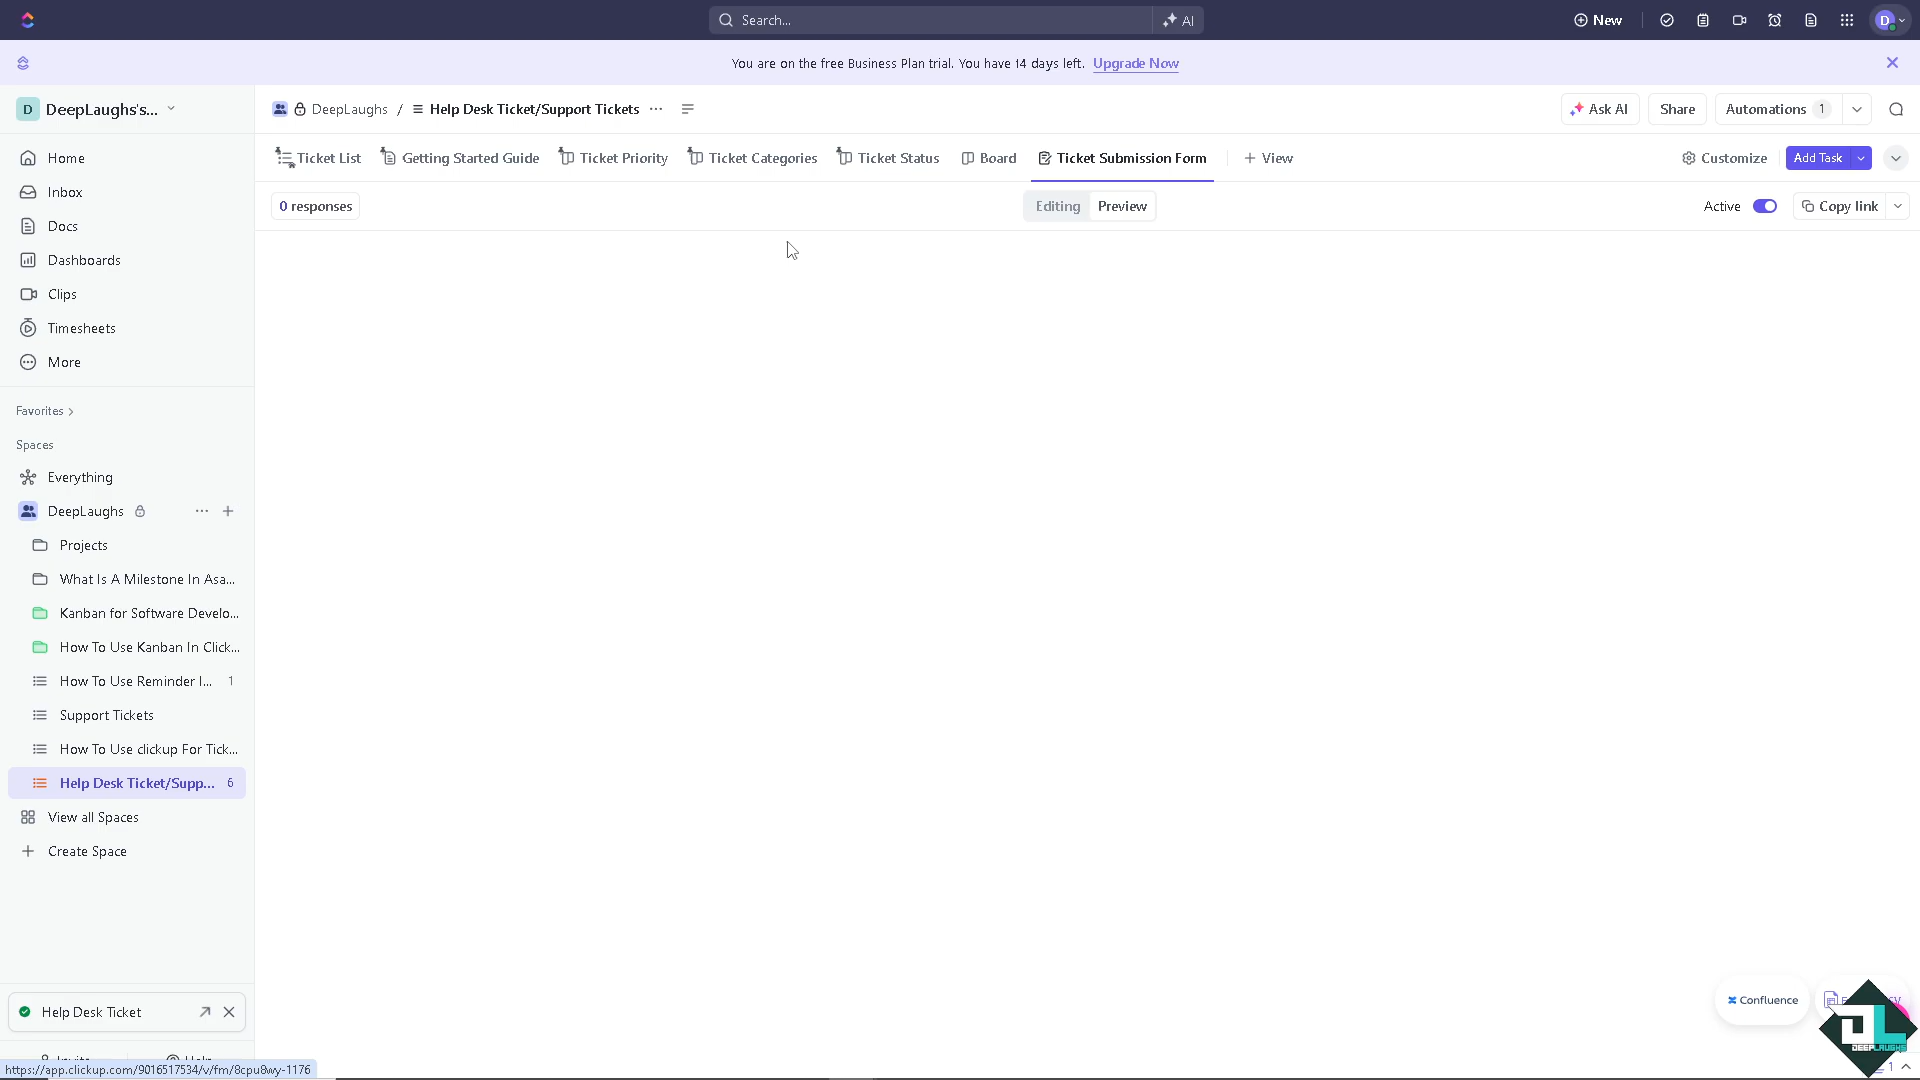 Search...
AI
New
D
You are on the free Business Plan trial. You have 14 days left. Upgrade Now
D DeepLaughs's...
DeepLaughs / Help Desk Ticket/Support Tickets
Ask AI
Share
Automations 1
Home
Inbox
Docs
Dashboards
Clips
Timesheets
More
Ticket List
Getting Started Guide
Ticket Priority
Ticket Categories
Ticket Status
Board
Ticket Submission Form
View
Customize
Add Task
0 responses
Editing
Preview
Active
Copy link
Favorites
Spaces
Everything
DeepLaughs
Projects
What Is A Milestone In Asa...
Kanban for Software Develo...
How To Use Kanban In Click...
How To Use Reminder I... 1
Support Tickets
How To Use clickup For Tick...
Help Desk Ticket/Supp... 6
View all Spaces
Create Space
Help Desk Ticket
Invite
Help
https://app.clickup.com/9016517534/v/fm/8cpu8wy-1176
Confluence
DEEPLAUGHS
1